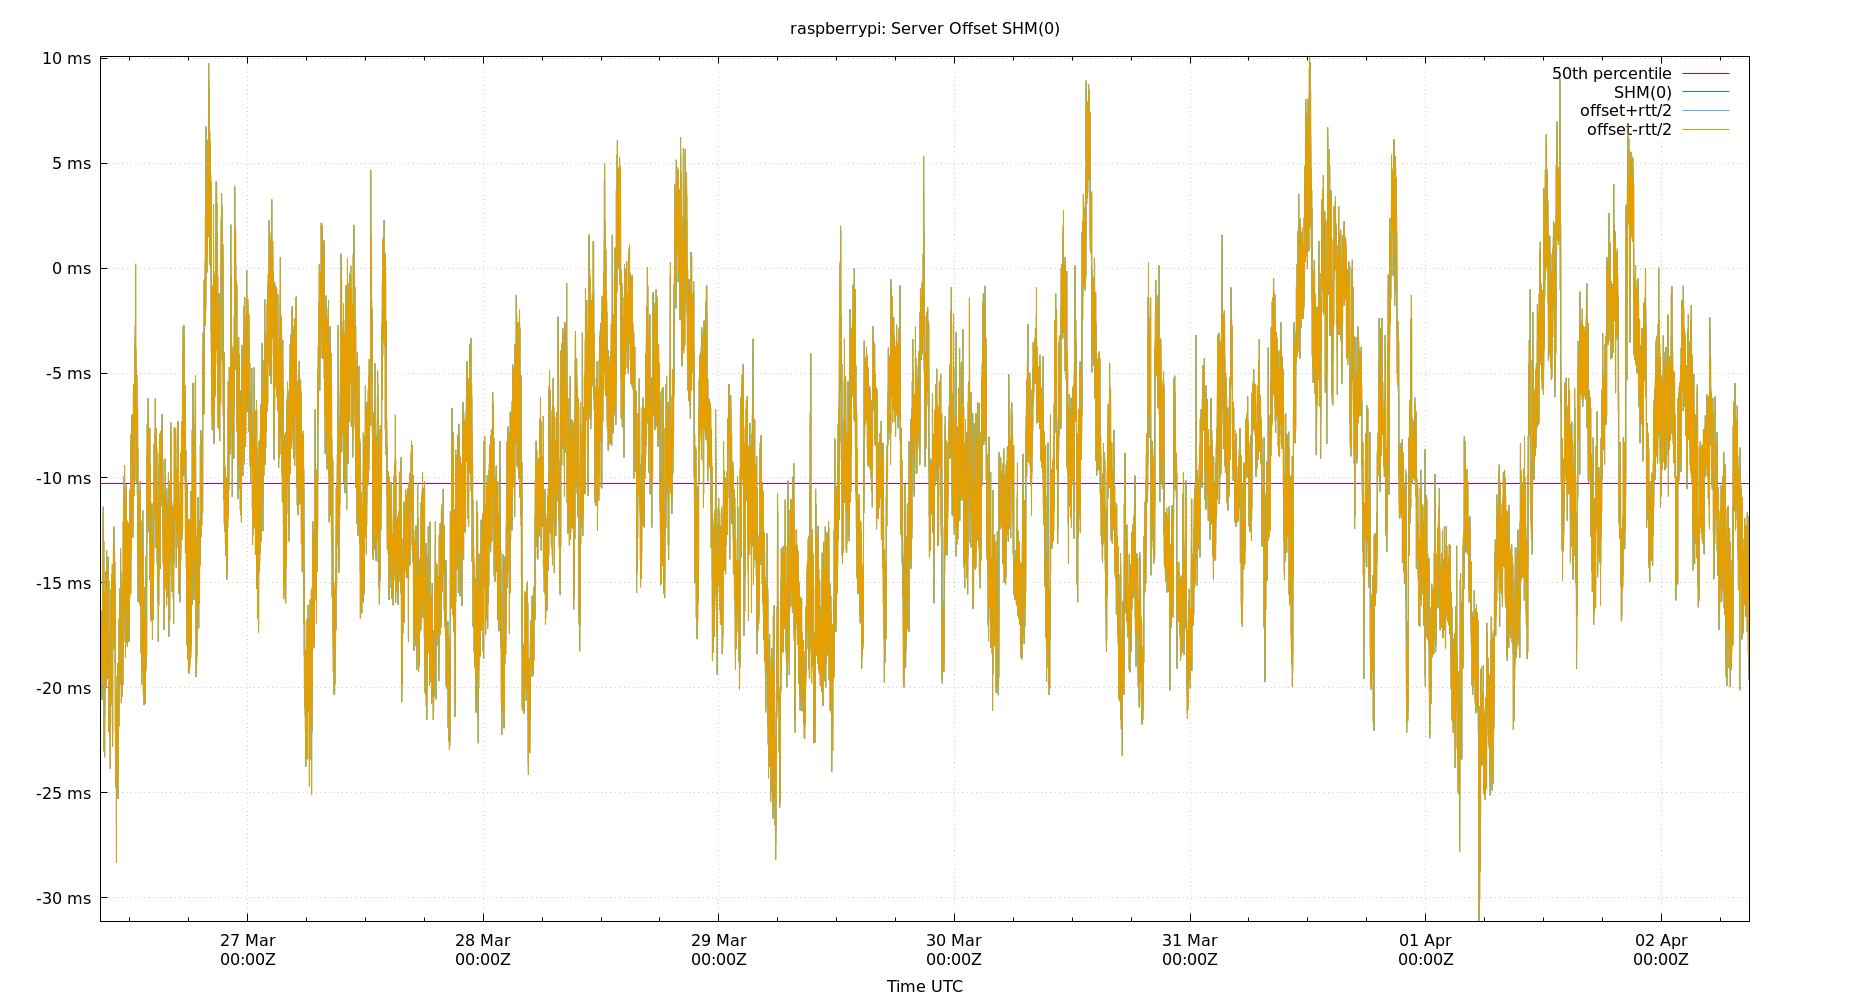 raspberrypi: Server Offset SHM(0)
10 ms
5 ms
0 ms
-5 ms
-10 ms
-15 ms
-20 ms
-25 ms
-30 ms
50th percentile
SHM(0)
offset+rtt/2
offset-rtt/2
27 Mar
00:00Z
28 Mar
00:00Z
29 Mar
00:00Z
30 Mar
00:00Z
31 Mar
00:00Z
01 Apr
00:00Z
02 Apr
00:00Z
Time UTC